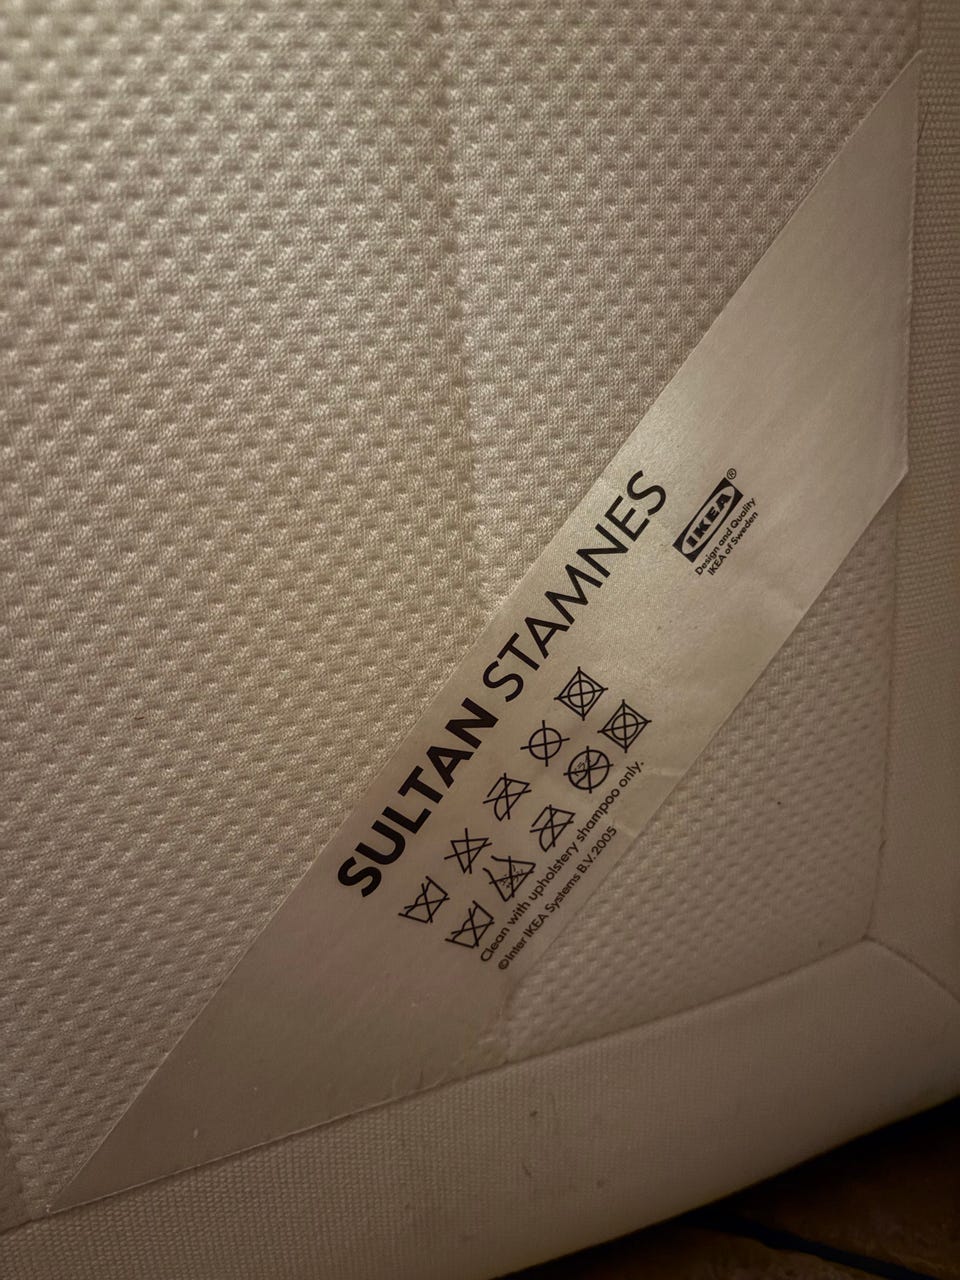 SULTAN STAMNES
IKEA®
Design and Quality
IKEA of Sweden
Clean with upholstery shampoo only.
©Inter IKEA Systems B.V. 2005